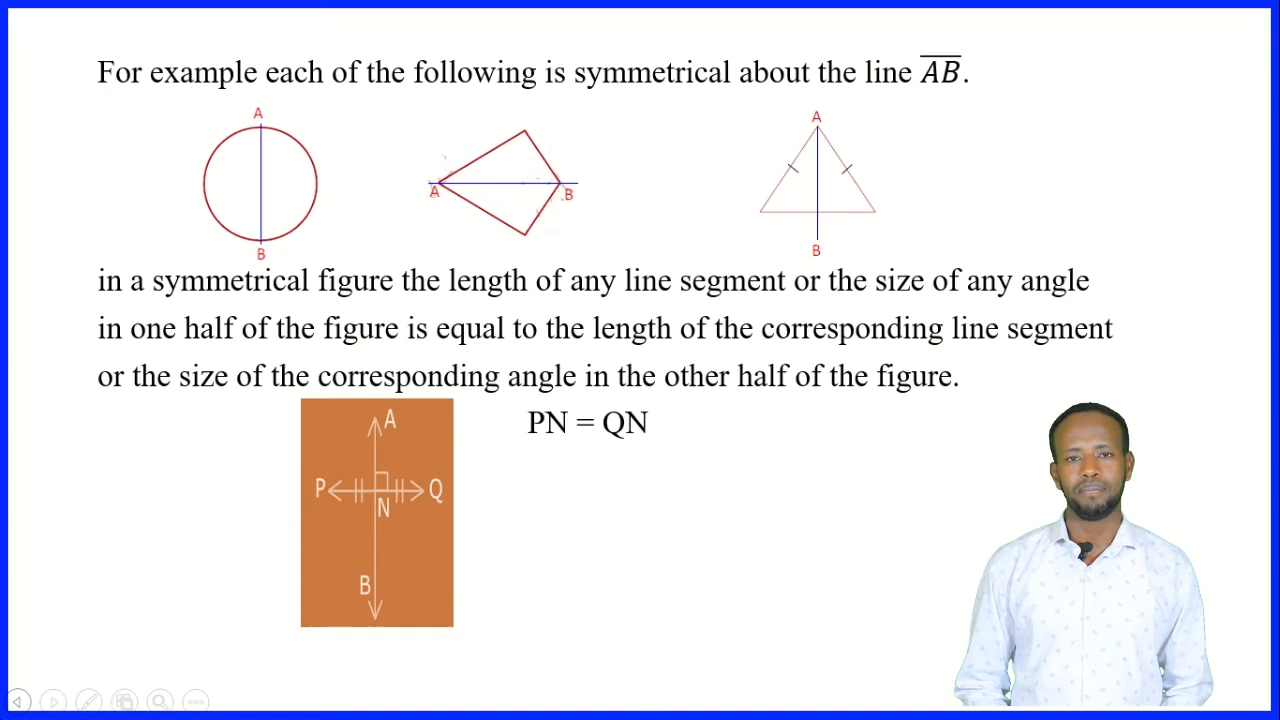 For example each of the following is symmetrical about the line A̅B̅.
A
B
A
B
A
B
in a symmetrical figure the length of any line segment or the size of any angle
in one half of the figure is equal to the length of the corresponding line segment
or the size of the corresponding angle in the other half of the figure.
PN = QN
A
P
Q
N
B